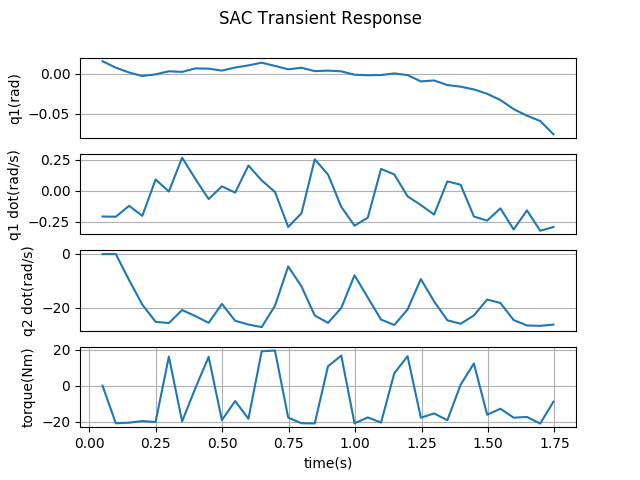 SAC Transient Response
q1(rad)
0.00
−0.05
q1 dot(rad/s)
0.25
0.00
−0.25
q2 dot(rad/s)
0
−20
torque(Nm)
20
0
−20
0.00 0.25 0.50 0.75 1.00 1.25 1.50 1.75
time(s)